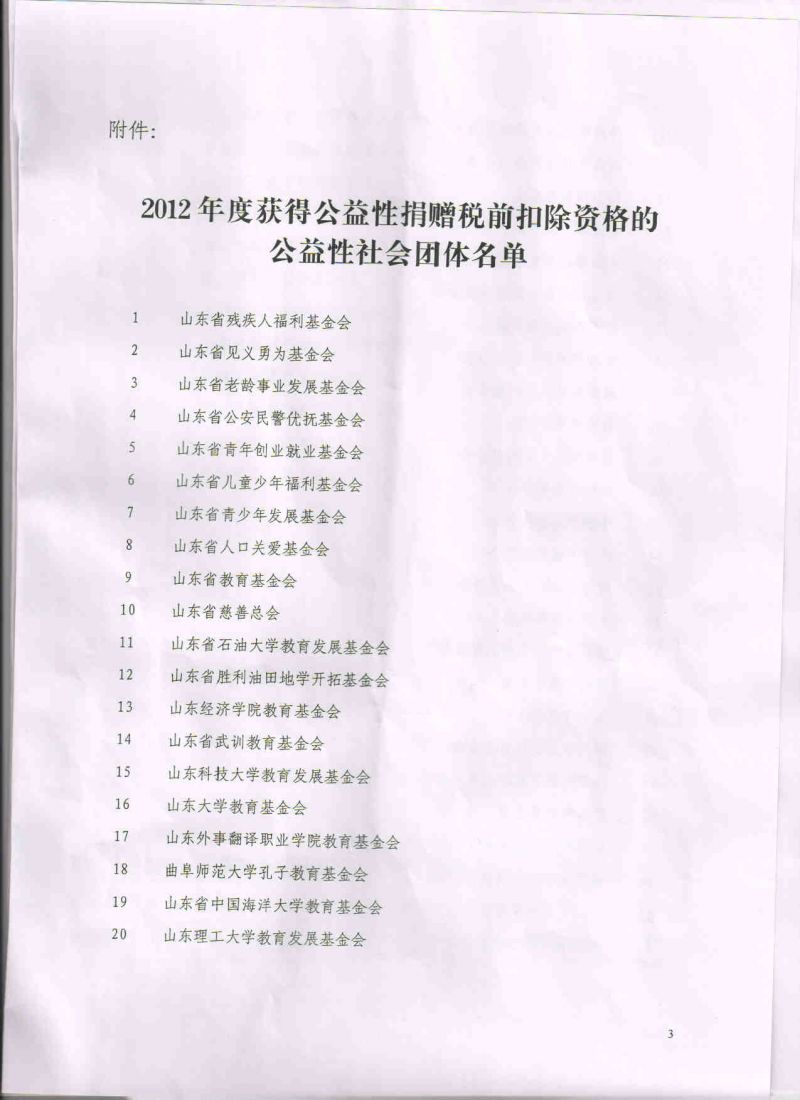 附件:
2012 年度获得公益性捐赠税前扣除资格的
公益性社会团体名单
1 山东省残疾人福利基金会
2 山东省见义勇为基金会
3 山东省老龄事业发展基金会
4 山东省公安民警优抚基金会
5 山东省青年创业就业基金会
6 山东省儿童少年福利基金会
7 山东省青少年发展基金会
8 山东省人口关爱基金会
9 山东省教育基金会
10 山东省慈善总会
11 山东省石油大学教育发展基金会
12 山东省胜利油田地学开拓基金会
13 山东经济学院教育基金会
14 山东省武训教育基金会
15 山东科技大学教育发展基金会
16 山东大学教育基金会
17 山东外事翻译职业学院教育基金会
18 曲阜师范大学孔子教育基金会
19 山东省中国海洋大学教育基金会
20 山东理工大学教育发展基金会
3